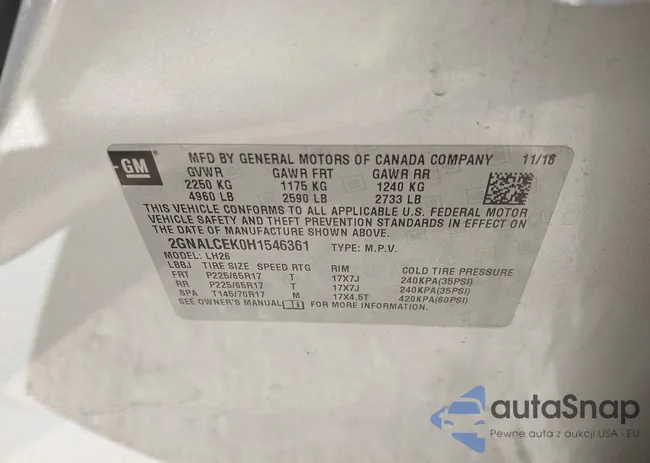 GM
MFD BY GENERAL MOTORS OF CANADA COMPANY 11/16
GVWR GAWR FRT GAWR RR
2250 KG 1175 KG 1240 KG
4960 LB 2590 LB 2733 LB
THIS VEHICLE CONFORMS TO ALL APPLICABLE U.S. FEDERAL MOTOR
VEHICLE SAFETY AND THEFT PREVENTION STANDARDS IN EFFECT ON
THE DATE OF MANUFACTURE SHOWN ABOVE.
2GNALCEK0H1546361 TYPE: M.P.V.
MODEL: LH26
LBBJ TIRE SIZE SPEED RTG RIM COLD TIRE PRESSURE
FRT P225/65R17 T 17X7J 240KPA(35PSI)
RR P225/65R17 T 17X7J 240KPA(35PSI)
SPA T145/70R17 M 17X4.5T 420KPA(60PSI)
SEE OWNER'S MANUAL FOR MORE INFORMATION.
autaSnap
Pewne auta z aukcji USA · EU